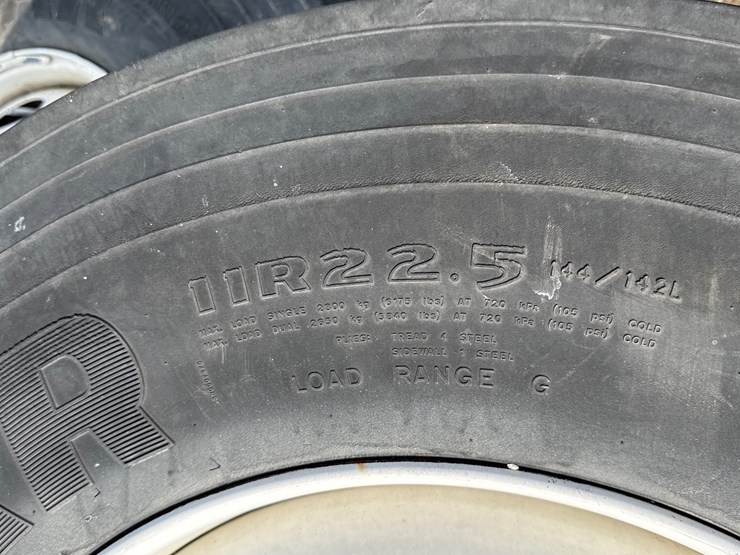 11R22.5 144/142L
MAX. LOAD SINGLE 2800 kg (6175 lbs) AT 720 kPa (105 psi) COLD
MAX. LOAD DUAL 2650 kg (5840 lbs) AT 720 kPa (105 psi) COLD
PLIES: TREAD 4 STEEL
SIDEWALL 1 STEEL
LOAD RANGE G
AR